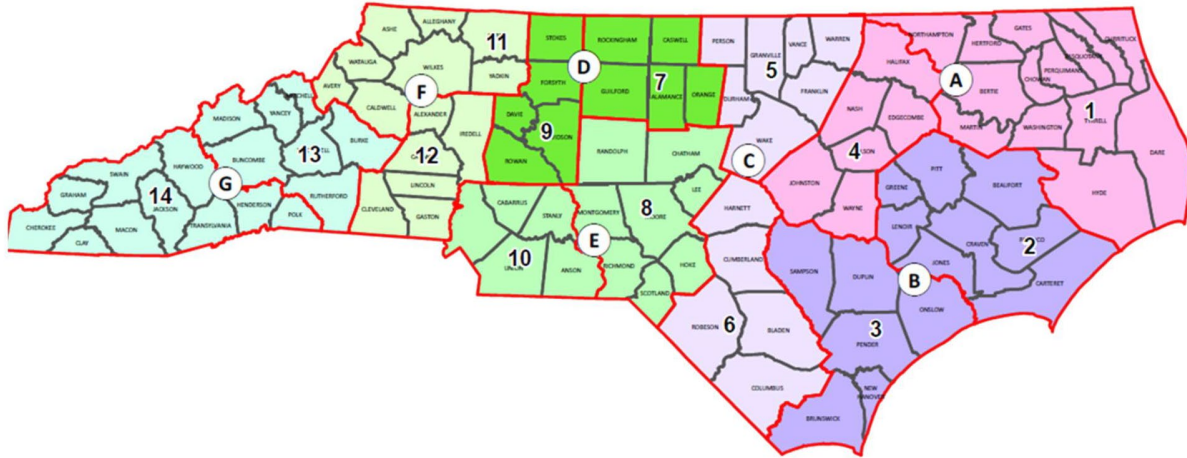 ASHE
ALLEGHANY
11
STOKES
ROCKINGHAM
CASWELL
PERSON
GRANVILLE
VANCE
WARREN
NORTHAMPTON
GATES
HERTFORD
HALIFAX
A
CHOWAN
BERTIE
WATAUGA
WILKES
YADKIN
D
FORSYTH
GUILFORD
7
ALAMANCE
ORANGE
DURHAM
5
FRANKLIN
AVERY
F
CALDWELL
ALEXANDER
IREDELL
DAVIE
9
ROWAN
RANDOLPH
CHATHAM
WAKE
C
NASH
EDGECOMBE
MARTIN
WASHINGTON
1
DARE
HYDE
MADISON
YANCEY
BURKE
BUNCOMBE
13
12
LINCOLN
GASTON
CLEVELAND
RUTHERFORD
POLK
SWAIN
HAYWOOD
GRAHAM
14
JACKSON
G
HENDERSON
TRANSYLVANIA
CHEROKEE
CLAY
MACON
CABARRUS
STANLY
MONTGOMERY
8
LEE
HARNETT
JOHNSTON
4
WAYNE
GREENE
PITT
BEAUFORT
LENOIR
CRAVEN
2
JONES
CARTERET
B
ONSLOW
10
ANSON
E
RICHMOND
HOKE
SCOTLAND
CUMBERLAND
SAMPSON
DUPLIN
ROBESON
6
BLADEN
3
PENDER
COLUMBUS
NEW
HANOVER
BRUNSWICK